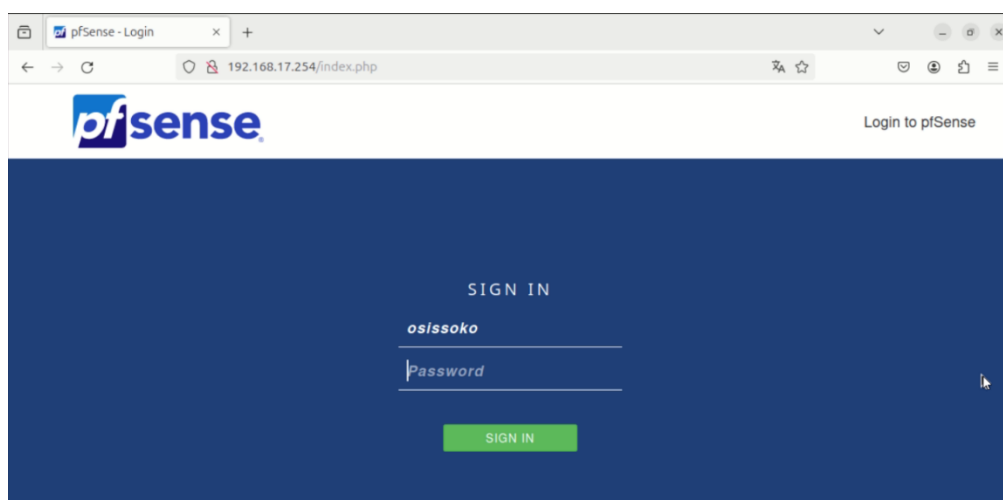 pfSense - Login
192.168.17.254/index.php
pfsense
Login to pfSense
SIGN IN
osissoko
Password
SIGN IN